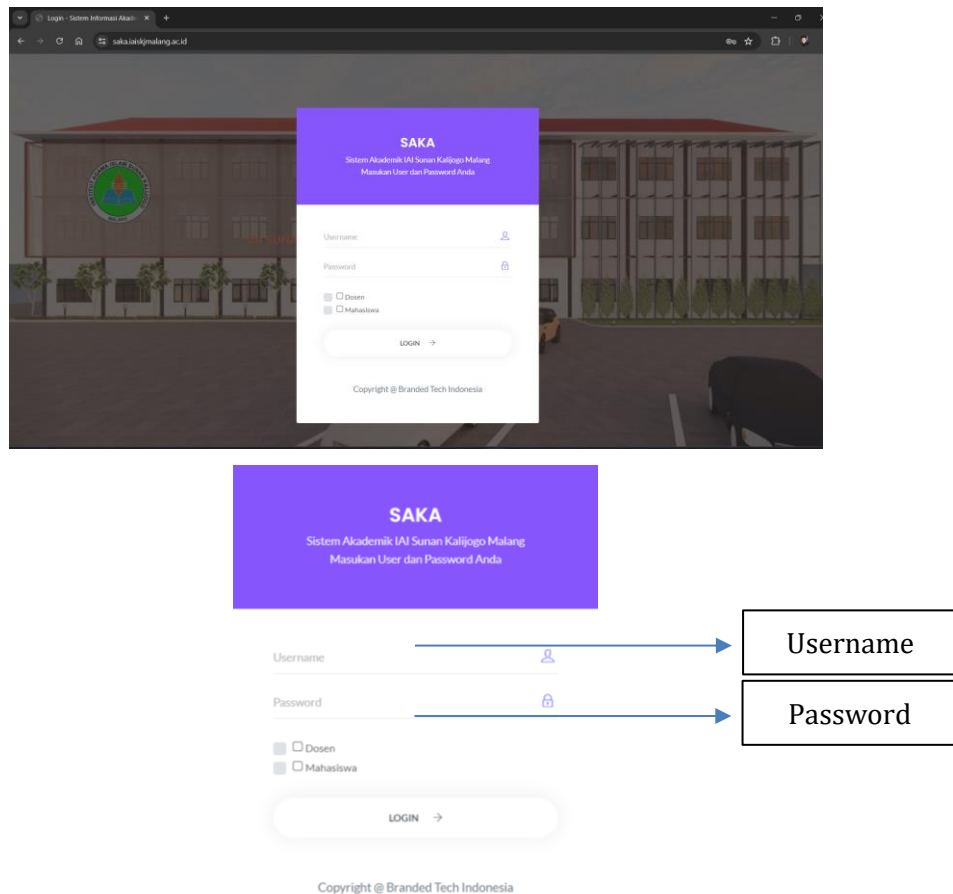 Login - Sistem Informasi Akade
saka.iaiskjmalang.ac.id
SAKA
Sistem Akademik IAI Sunan Kalijogo Malang
Masukan User dan Password Anda
Username
Password
Dosen
Mahasiswa
LOGIN
Copyright @ Branded Tech Indonesia
SAKA
Sistem Akademik IAI Sunan Kalijogo Malang
Masukan User dan Password Anda
Username
Username
Password
Password
Dosen
Mahasiswa
LOGIN
Copyright @ Branded Tech Indonesia